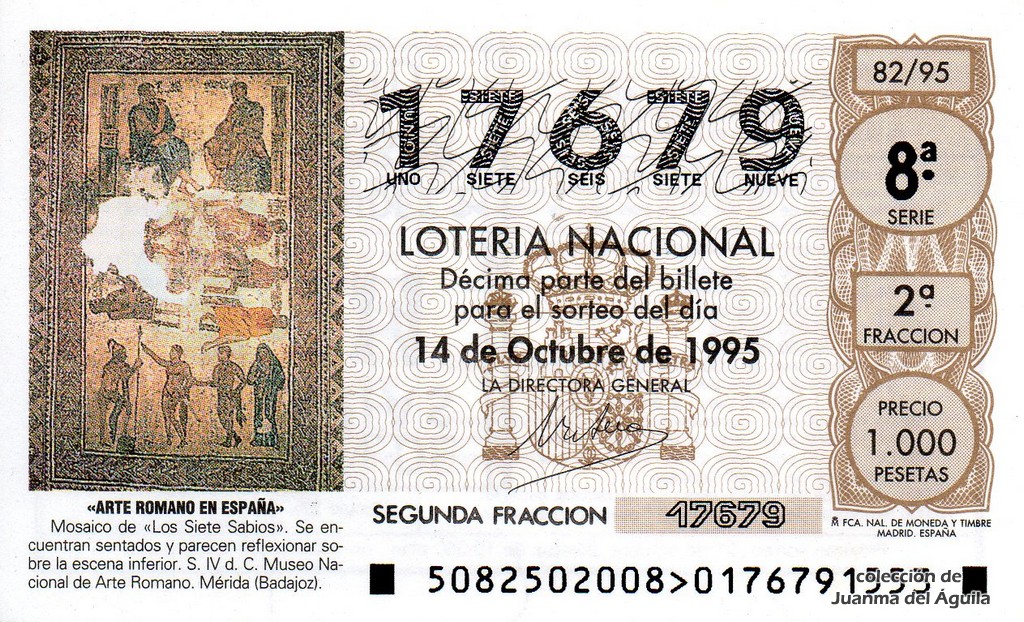 «ARTE ROMANO EN ESPAÑA»
Mosaico de «Los Siete Sabios». Se en-
cuentran sentados y parecen reflexionar so-
bre la escena inferior. S. IV d. C. Museo Na-
cional de Arte Romano. Mérida (Badajoz).
17679
UNO SIETE SEIS SIETE NUEVE
LOTERIA NACIONAL
Décima parte del billete
para el sorteo del día
14 de Octubre de 1995
LA DIRECTORA GENERAL
SEGUNDA FRACCION 17679
82/95
8ª
SERIE
2ª
FRACCION
PRECIO
1.000
PESETAS
FCA. NAL. DE MONEDA Y TIMBRE
MADRID. ESPAÑA
5082502008>0176791
colección de
Juanma del Águila